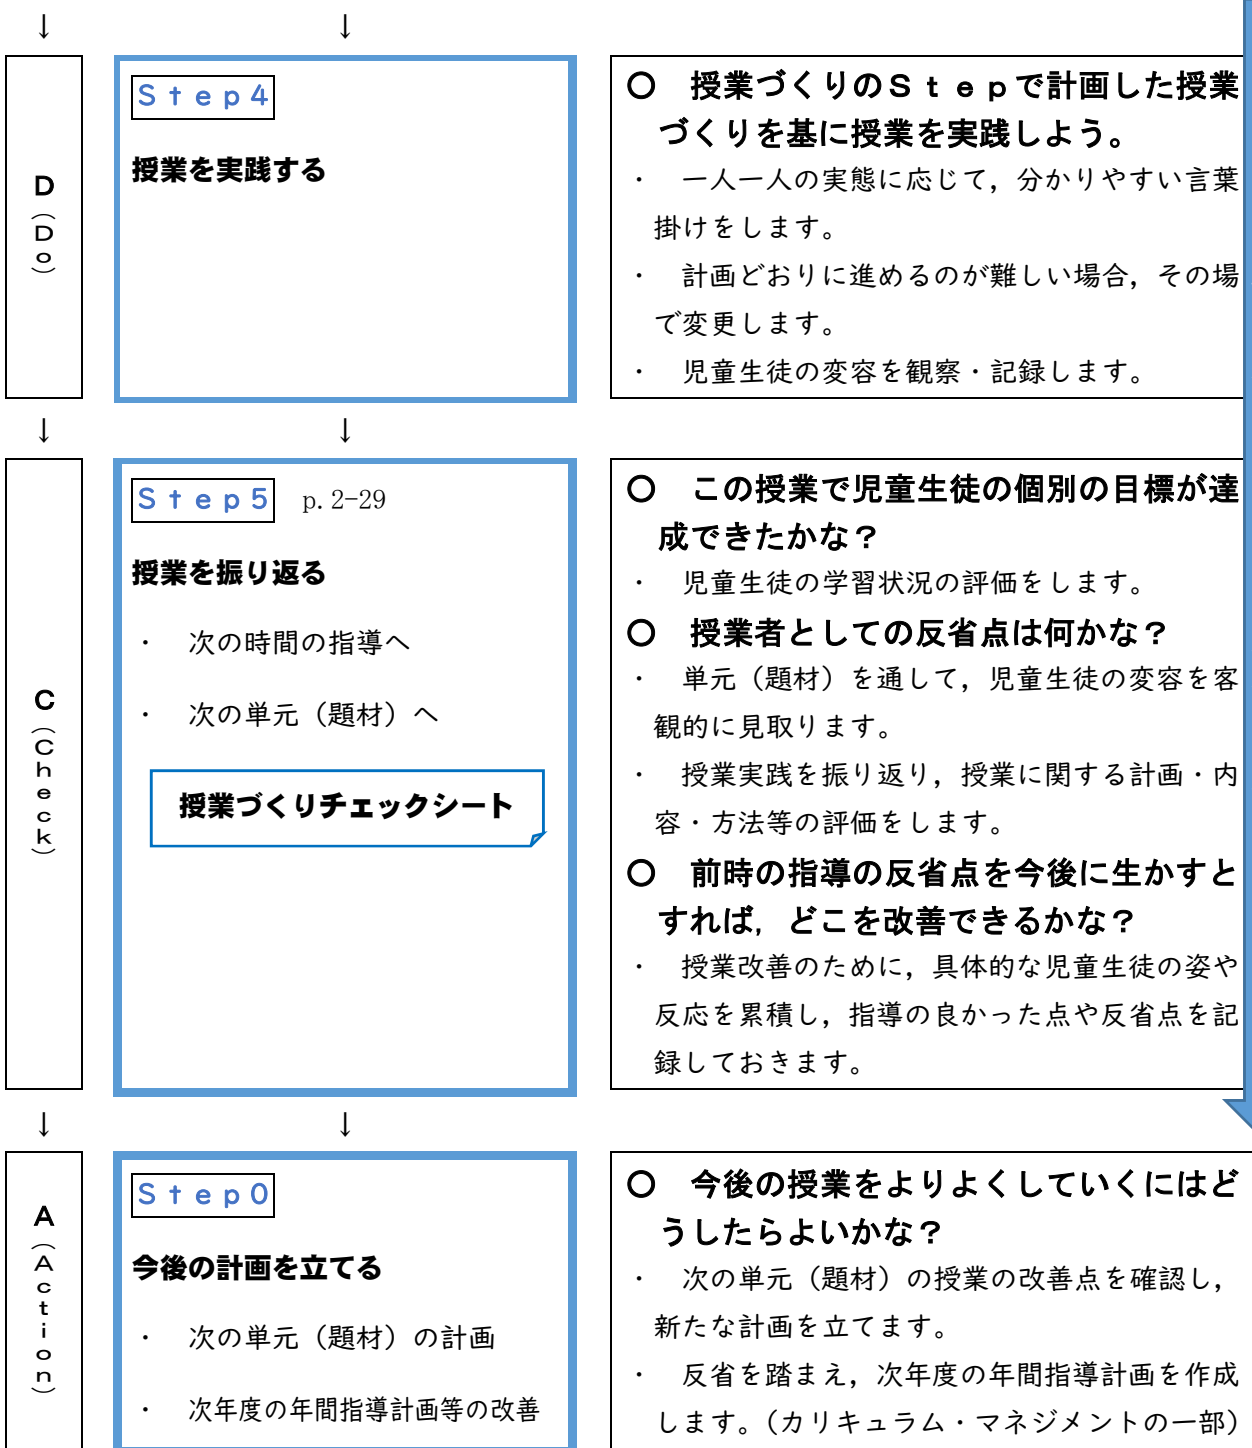 ↓ ↓
D(Do)
Step4
授業を実践する
○ 授業づくりのStepで計画した授業
づくりを基に授業を実践しよう。
・ 一人一人の実態に応じて，分かりやすい言葉
掛けをします。
・ 計画どおりに進めるのが難しい場合，その場
で変更します。
・ 児童生徒の変容を観察・記録します。
↓ ↓
C(Check)
Step5 p.2-29
授業を振り返る
・ 次の時間の指導へ
・ 次の単元（題材）へ
授業づくりチェックシート
○ この授業で児童生徒の個別の目標が達
成できたかな？
・ 児童生徒の学習状況の評価をします。
○ 授業者としての反省点は何かな？
・ 単元（題材）を通して，児童生徒の変容を客
観的に見取ります。
・ 授業実践を振り返り，授業に関する計画・内
容・方法等の評価をします。
○ 前時の指導の反省点を今後に生かすと
すれば，どこを改善できるかな？
・ 授業改善のために，具体的な児童生徒の姿や
反応を累積し，指導の良かった点や反省点を記
録しておきます。
↓ ↓
A(Action)
Step0
今後の計画を立てる
・ 次の単元（題材）の計画
・ 次年度の年間指導計画等の改善
○ 今後の授業をよりよくしていくにはど
うしたらよいかな？
・ 次の単元（題材）の授業の改善点を確認し，
新たな計画を立てます。
・ 反省を踏まえ，次年度の年間指導計画を作成
します。（カリキュラム・マネジメントの一部）